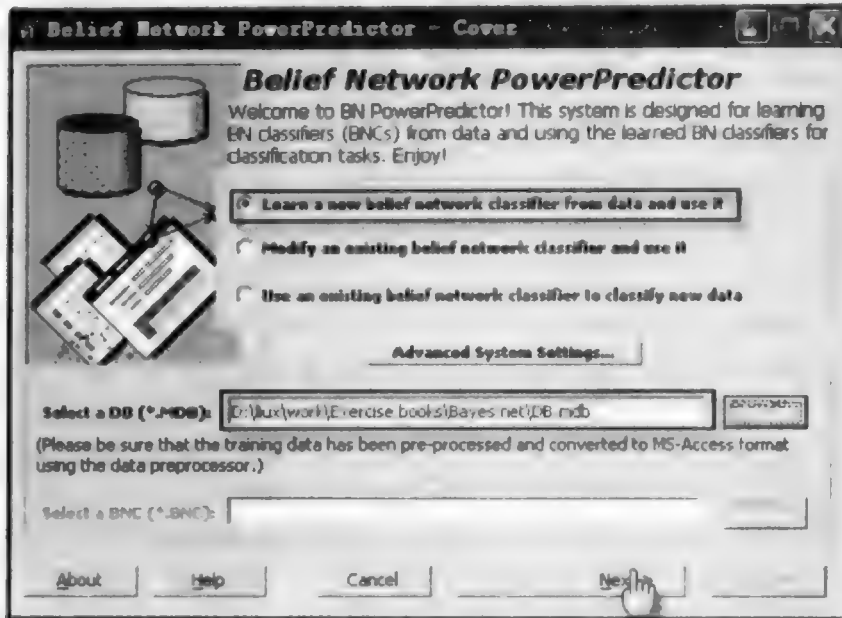 Belief Network PowerPredictor - Cover
Belief Network PowerPredictor
Welcome to BN PowerPredictor! This system is designed for learning
BN classifiers (BNCs) from data and using the learned BN classifiers for
classification tasks. Enjoy!
Learn a new belief network classifier from data and use it
Modify an existing belief network classifier and use it
Use an existing belief network classifier to classify new data
Advanced System Settings...
Select a DB (*.MDB): D:\lux\work\Exercise books\Bayes net\DB.mdb Browse...
(Please be sure that the training data has been pre-processed and converted to MS-Access format
using the data preprocessor.)
Select a BNC (*.BNC):
About Help Cancel